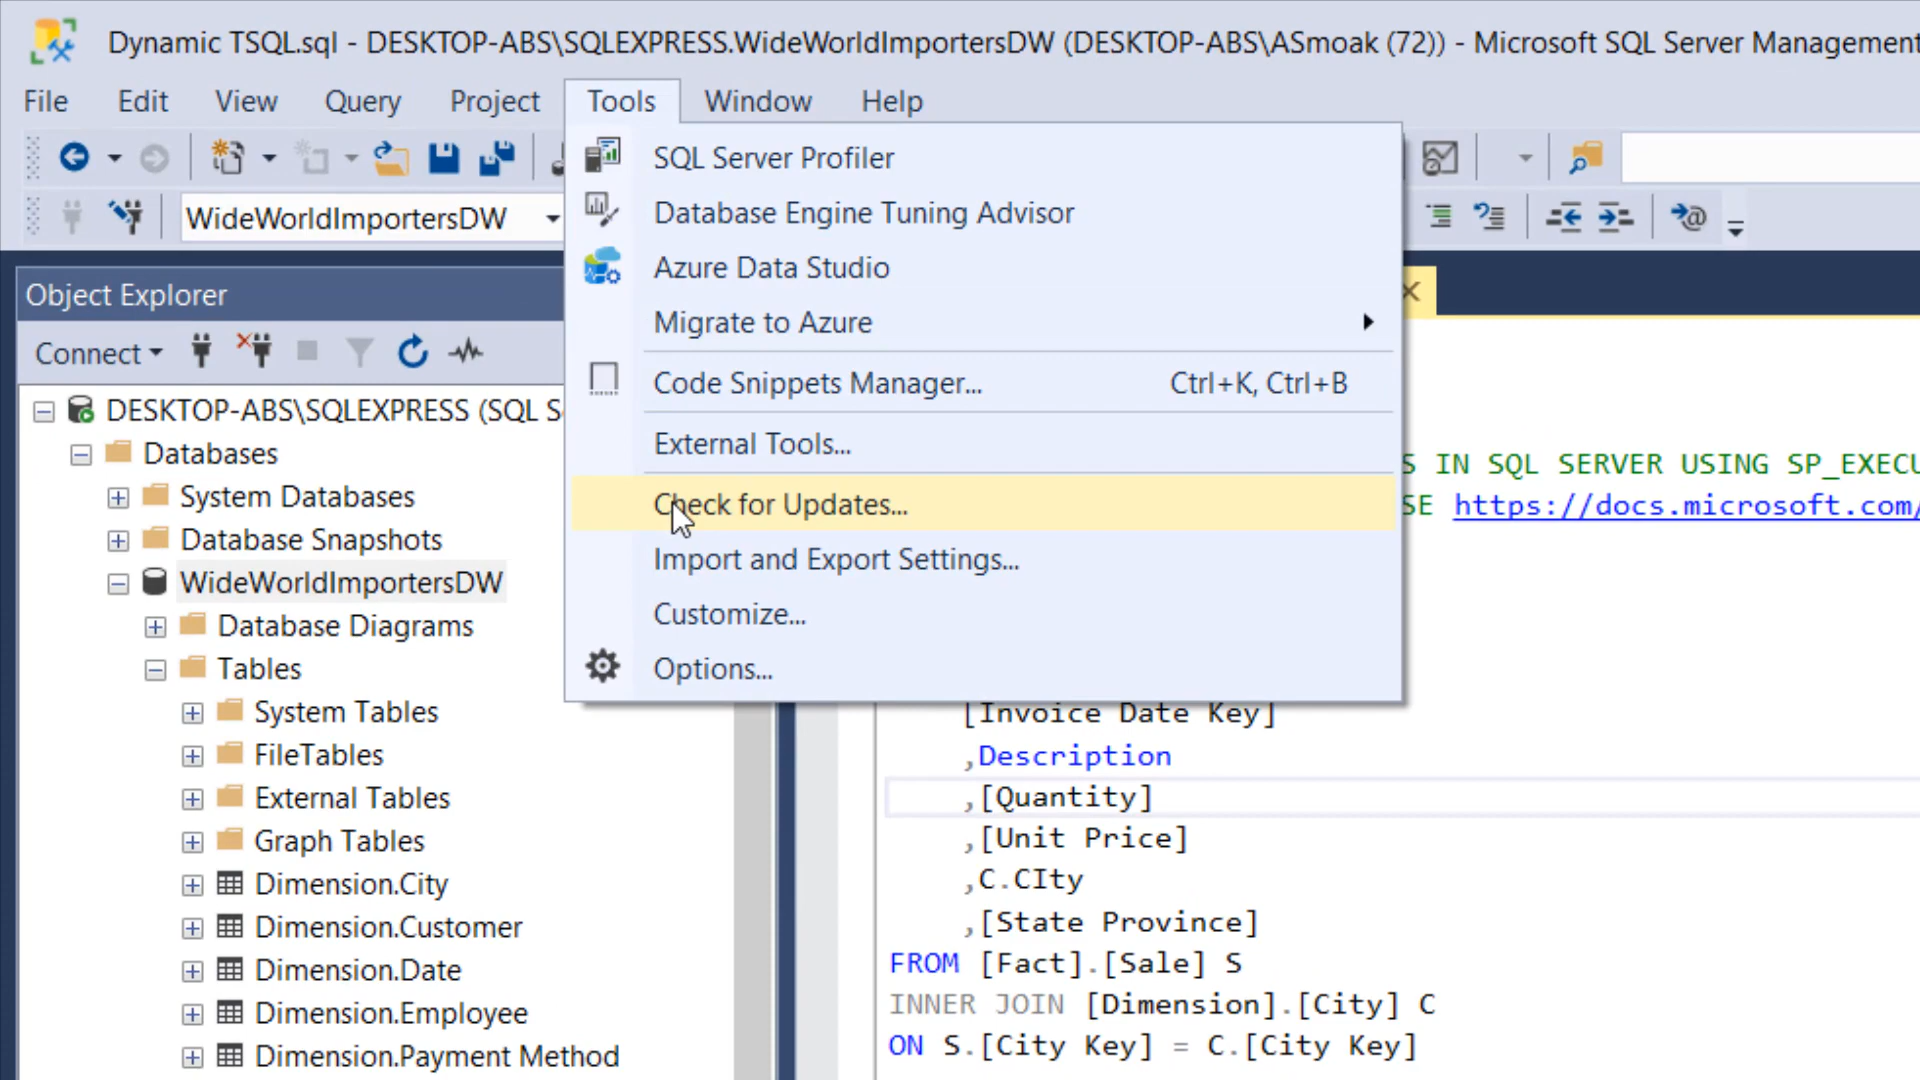 Dynamic TSQL.sql - DESKTOP-ABS\SQLEXPRESS.WideWorldImportersDW (DESKTOP-ABS\ASmoak (72)) - Microsoft SQL Server Management
File Edit View Query Project Tools Window Help
SQL Server Profiler
WideWorldImportersDW
Database Engine Tuning Advisor
Azure Data Studio
Migrate to Azure
Code Snippets Manager... Ctrl+K, Ctrl+B
External Tools...
Check for Updates...
Import and Export Settings...
Customize...
Options...
Object Explorer
Connect
DESKTOP-ABS\SQLEXPRESS (SQL S
Databases
System Databases
Database Snapshots
WideWorldImportersDW
Database Diagrams
Tables
System Tables
FileTables
External Tables
Graph Tables
Dimension.City
Dimension.Customer
Dimension.Date
Dimension.Employee
Dimension.Payment Method
S IN SQL SERVER USING SP_EXECU
SE https://docs.microsoft.com/
[Invoice Date Key]
,Description
,[Quantity]
,[Unit Price]
,C.CIty
,[State Province]
FROM [Fact].[Sale] S
INNER JOIN [Dimension].[City] C
ON S.[City Key] = C.[City Key]